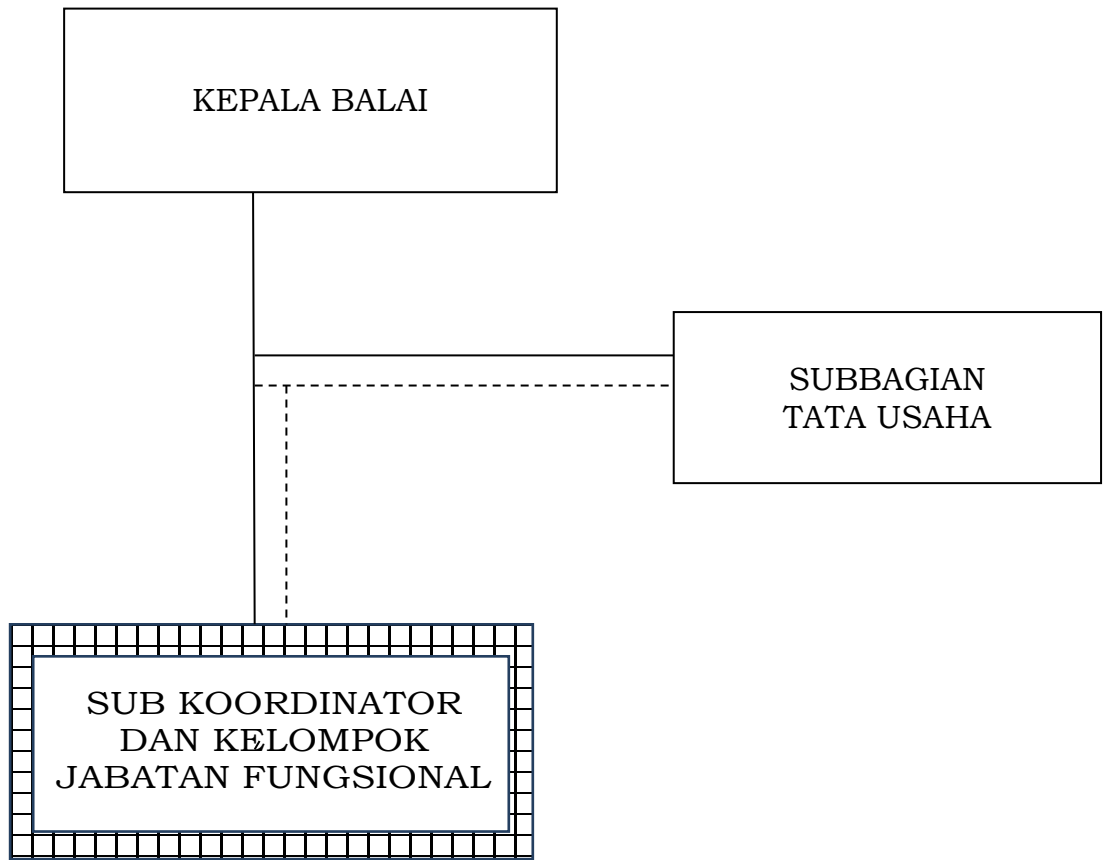 KEPALA BALAI
SUBBAGIAN
TATA USAHA
SUB KOORDINATOR
DAN KELOMPOK
JABATAN FUNGSIONAL